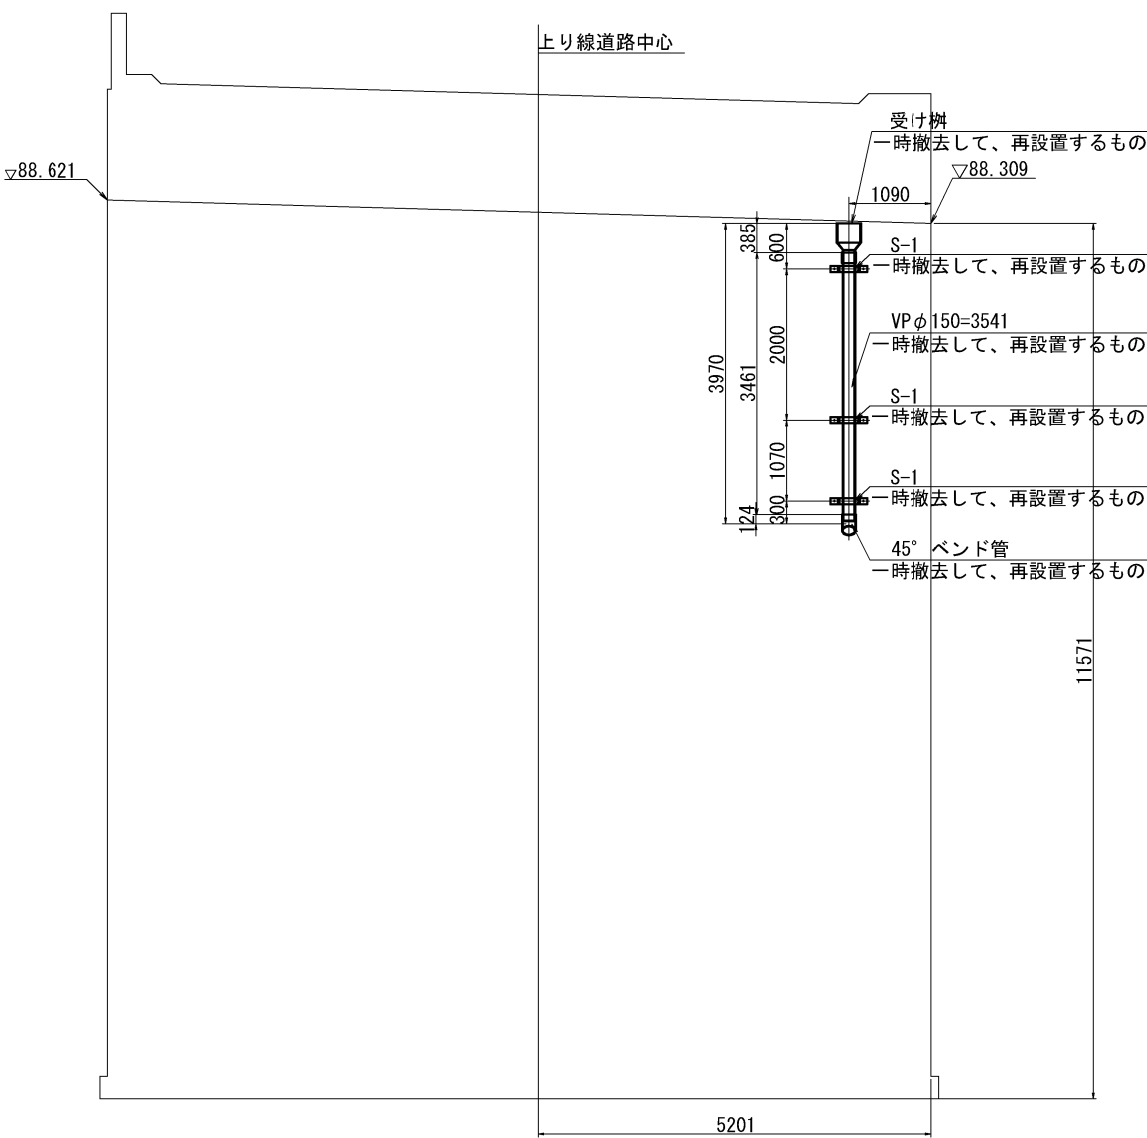 上り線道路中心
受け桝
一時撤去して、再設置するもの
▽88.621
▽88.309
1090
385
600
S-1
一時撤去して、再設置するもの
VPφ150=3541
一時撤去して、再設置するもの
2000
3970
3461
S-1
一時撤去して、再設置するもの
1070
S-1
一時撤去して、再設置するもの
300
124
45°ベンド管
一時撤去して、再設置するもの
11571
5201